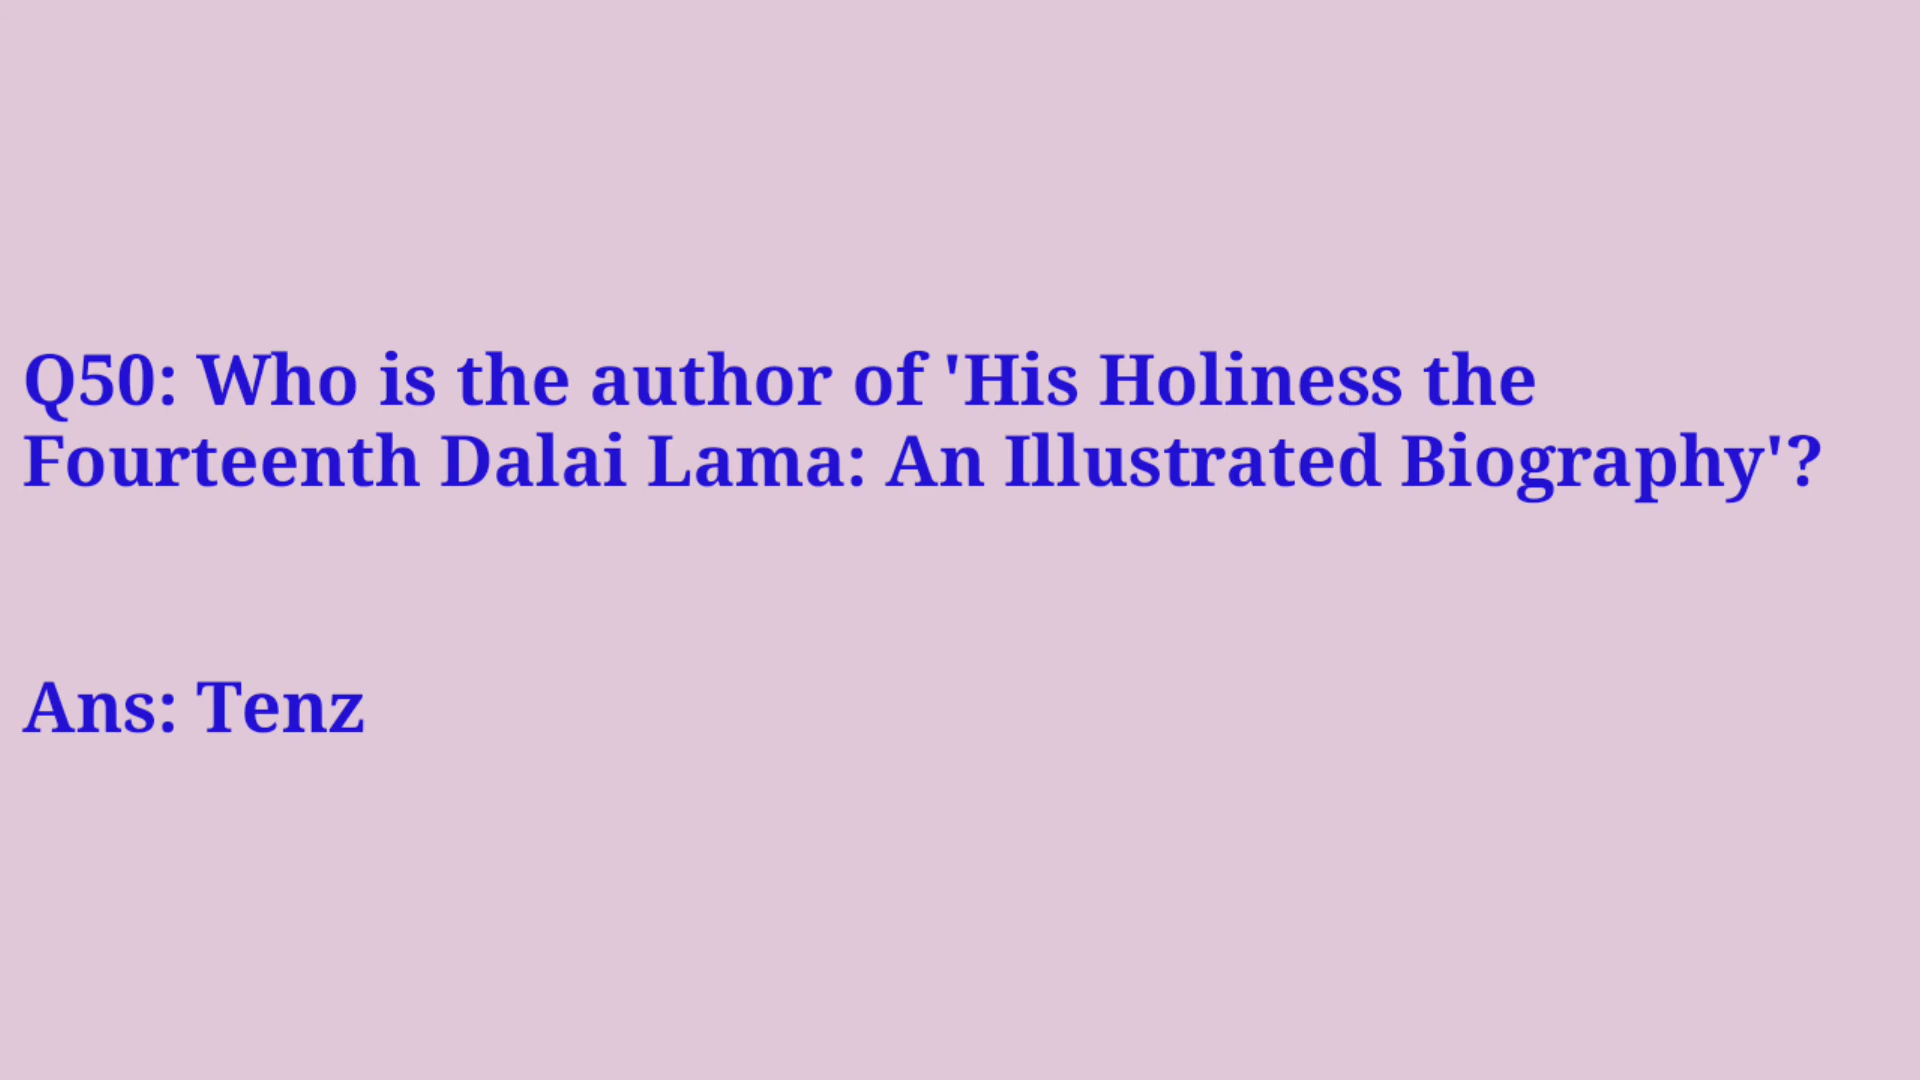 Q50: Who is the author of 'His Holiness the
Fourteenth Dalai Lama: An Illustrated Biography'?
Ans: Tenz